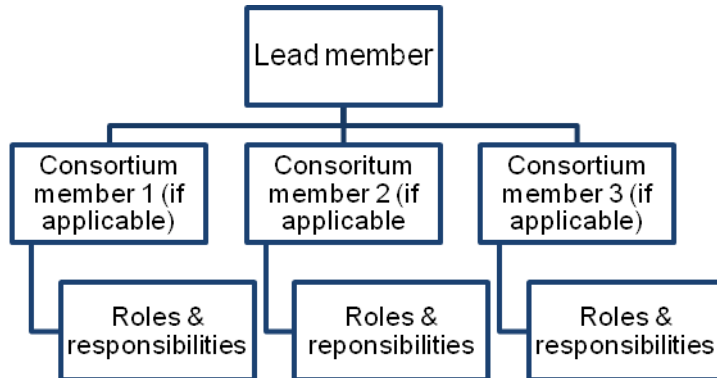 Lead member
Consortium
member 1 (if
applicable)
Consoritum
member 2 (if
applicable
Consortium
member 3 (if
applicable)
Roles &
responsibilities
Roles &
reponsibilities
Roles &
responsibilities